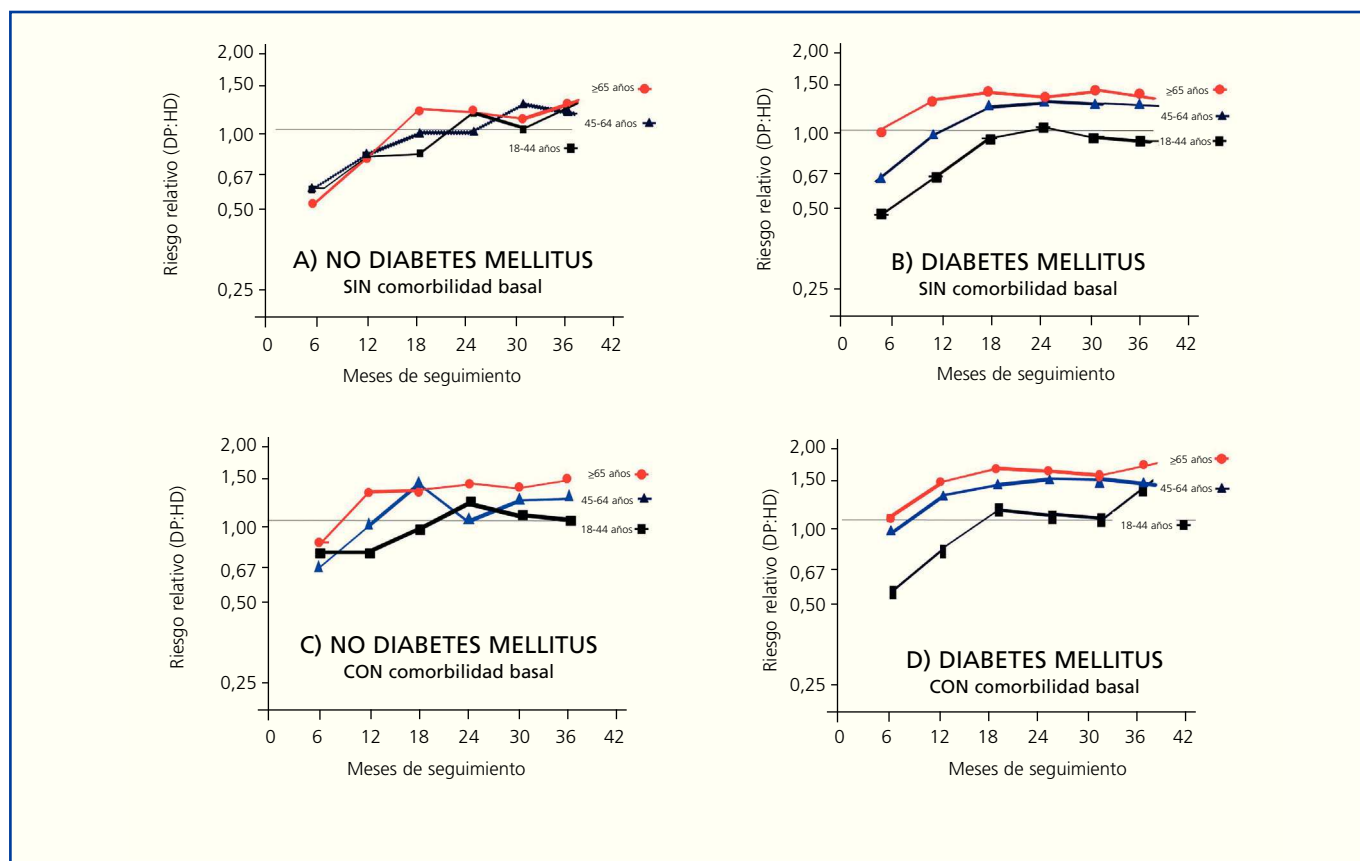 2,00
1,50
1,00
0,67
0,50
0,25
Riesgo relativo (DP:HD)
≥65 años
45-64 años
18-44 años
A) NO DIABETES MELLITUS
SIN comorbilidad basal
0 6 12 18 24 30 36 42
Meses de seguimiento
2,00
1,50
1,00
0,67
0,50
0,25
Riesgo relativo (DP:HD)
≥65 años
45-64 años
18-44 años
B) DIABETES MELLITUS
SIN comorbilidad basal
0 6 12 18 24 30 36 42
Meses de seguimiento
2,00
1,50
1,00
0,67
0,50
0,25
Riesgo relativo (DP:HD)
≥65 años
45-64 años
18-44 años
C) NO DIABETES MELLITUS
CON comorbilidad basal
0 6 12 18 24 30 36 42
Meses de seguimiento
2,00
1,50
1,00
0,67
0,50
0,25
Riesgo relativo (DP:HD)
≥65 años
45-64 años
18-44 años
D) DIABETES MELLITUS
CON comorbilidad basal
0 6 12 18 24 30 36 42
Meses de seguimiento